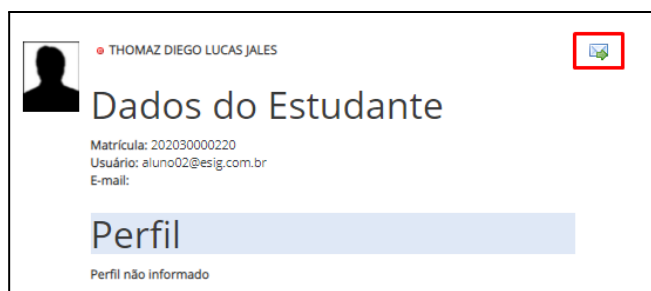 THOMAZ DIEGO LUCAS JALES
Dados do Estudante
Matrícula: 202030000220
Usuário: aluno02@esig.com.br
E-mail:
Perfil
Perfil não informado